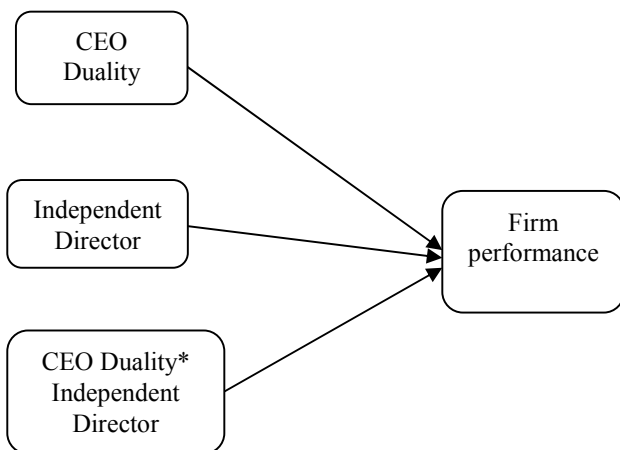 CEO
Duality
Independent
Director
Firm
performance
CEO Duality*
Independent
Director